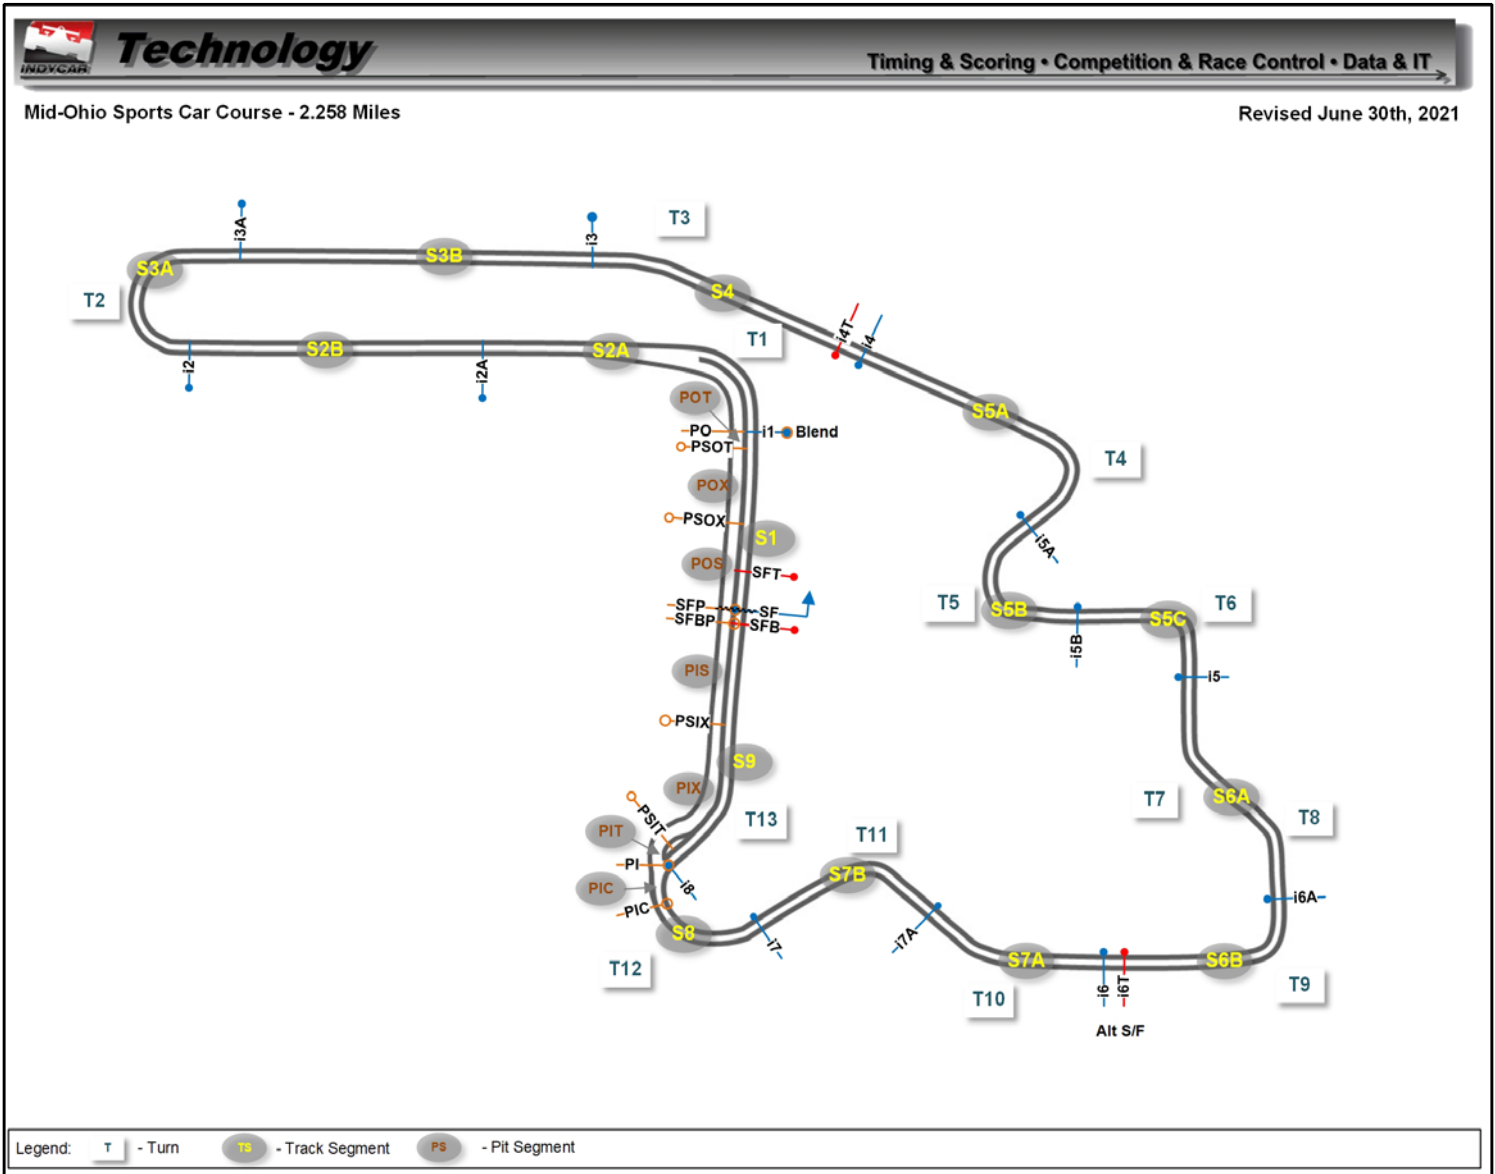 INDYCAR
Technology
Timing & Scoring • Competition & Race Control • Data & IT
Mid-Ohio Sports Car Course - 2.258 Miles
Revised June 30th, 2021
i3A
i3
T3
S3B
S3A
S4
T2
T1
i4T
i4
S2B
S2A
i2
i2A
POT
S5A
PO
i1
Blend
PSOT
T4
POX
PSOX
S1
i5A
POS
SFT
SFP
SF
T5
S5B
T6
SFBP
SFB
S5C
i5B
PIS
i5
PSIX
S9
PIX
T7
S6A
PSIT
T13
T8
PIT
T11
PI
S7B
PIC
i8
i6A
PIC
S8
i7
i7A
T12
S7A
S6B
T10
i6
i6T
T9
Alt S/F
Legend:
T
- Turn
TS
- Track Segment
PS
- Pit Segment